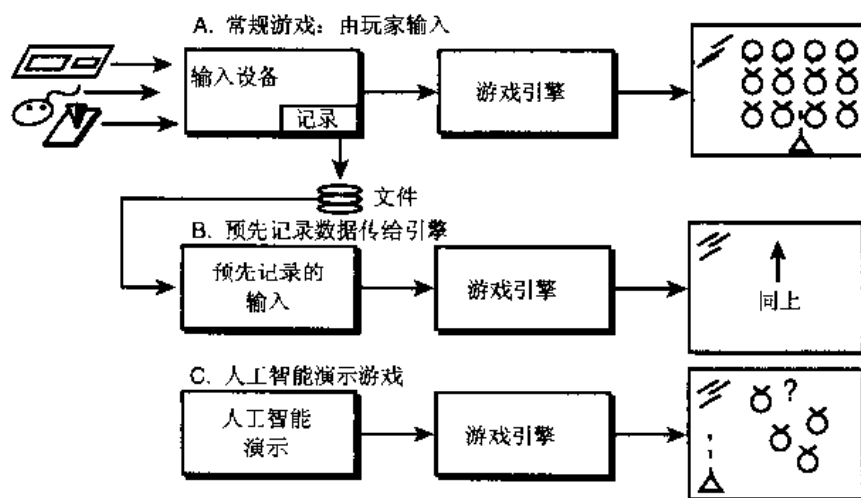 A. 常规游戏：由玩家输入
输入设备
记录
游戏引擎
文件
B. 预先记录数据传给引擎
预先记录的
输入
游戏引擎
同上
C. 人工智能演示游戏
人工智能
演示
游戏引擎
?